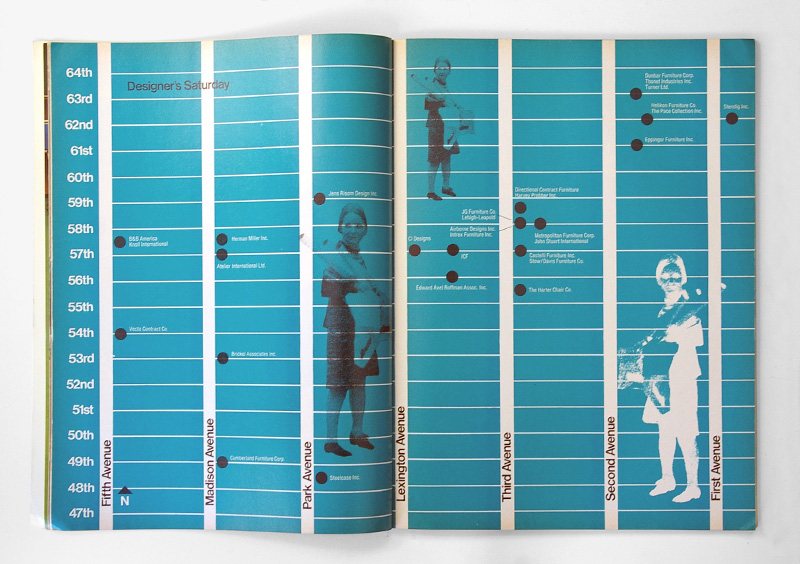 Designer's Saturday
64th
63rd
62nd
61st
60th
59th
58th
57th
56th
55th
54th
53rd
52nd
51st
50th
49th
48th
47th
Fifth Avenue
Madison Avenue
Park Avenue
Lexington Avenue
Third Avenue
Second Avenue
First Avenue
N
B&B America
Knoll International
Vecta Contract Co.
Herman Miller Inc.
Atelier International Ltd.
Brickel Associates Inc.
Cumberland Furniture Corp.
Jens Risom Design Inc.
Steelcase Inc.
CI Designs
JG Furniture Co.
Lehigh-Leopold
Airborne Designs Inc.
Intrex Furniture Inc.
ICF
Edward Axel Roffman Assoc. Inc.
Directional Contract Furniture
Harvey Probber Inc.
Metropolitan Furniture Corp.
John Stuart International
Castelli Furniture Inc.
Stow/Davis Furniture Co.
The Harter Chair Co.
Dunbar Furniture Corp.
Thonet Industries Inc.
Turner Ltd.
Helikon Furniture Co.
The Pace Collection Inc.
Eppinger Furniture Inc.
Stendig Inc.